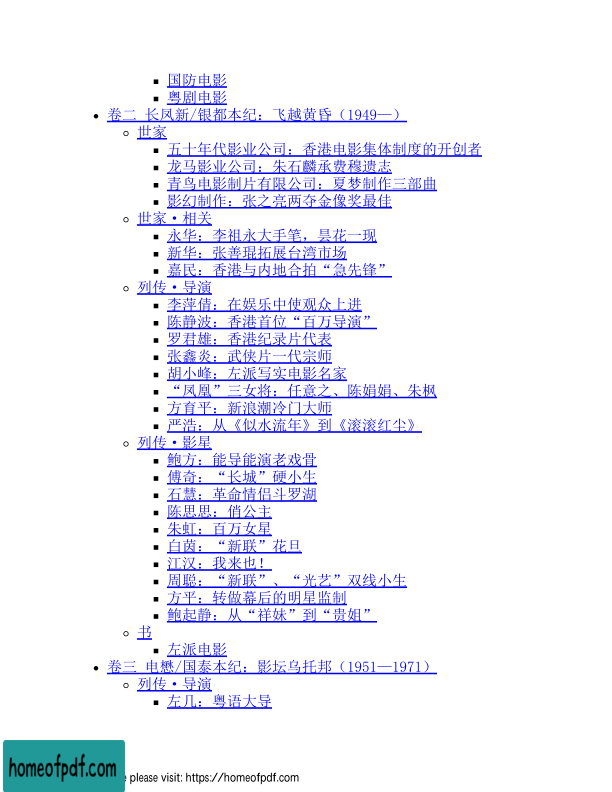 国防电影
粤剧电影
卷二 长凤新/银都本纪：飞越黄昏（1949—）
世家
五十年代影业公司：香港电影集体制度的开创者
龙马影业公司：朱石麟承费穆遗志
青鸟电影制片有限公司：夏梦制作三部曲
影幻制作：张之亮两夺金像奖最佳
世家·相关
永华：李祖永大手笔，昙花一现
新华：张善琨拓展台湾市场
嘉民：香港与内地合拍“急先锋”
列传·导演
李萍倩：在娱乐中使观众上进
陈静波：香港首位“百万导演”
罗君雄：香港纪录片代表
张鑫炎：武侠片一代宗师
胡小峰：左派写实电影名家
“凤凰”三女将：任意之、陈娟娟、朱枫
方育平：新浪潮冷门大师
严浩：从《似水流年》到《滚滚红尘》
列传·影星
鲍方：能导能演老戏骨
傅奇：“长城”硬小生
石慧：革命情侣斗罗湖
陈思思：俏公主
朱虹：百万女星
白茵：“新联”花旦
江汉：我来也！
周聪：“新联”、“光艺”双线小生
方平：转做幕后的明星监制
鲍起静：从“祥妹”到“贵姐”
书
左派电影
卷三 电懋/国泰本纪：影坛乌托邦（1951—1971）
列传·导演
左几：粤语大导
homeofpdf.com
e please visit: https://homeofpdf.com